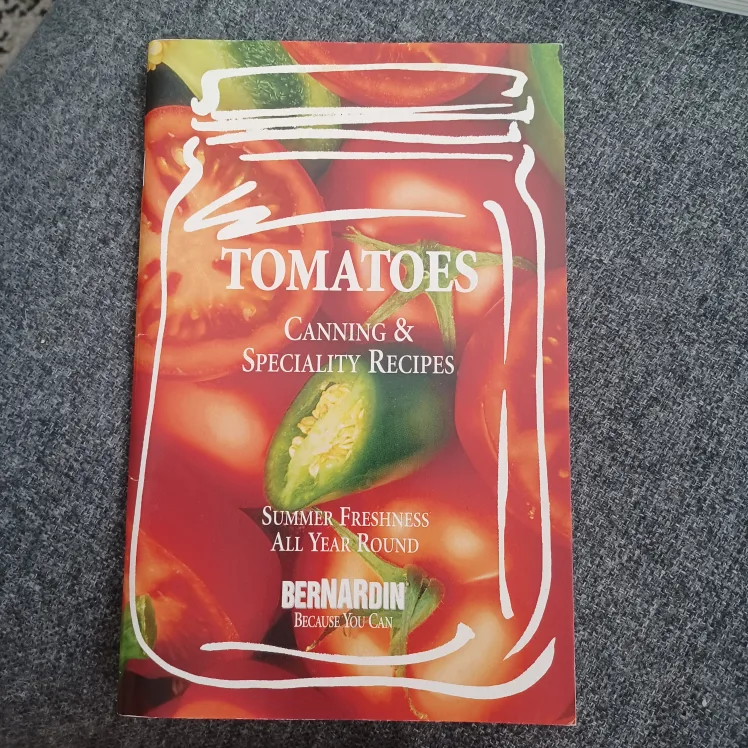 TOMATOES
CANNING &
SPECIALITY RECIPES
SUMMER FRESHNESS
ALL YEAR ROUND
BERNARDIN
BECAUSE YOU CAN